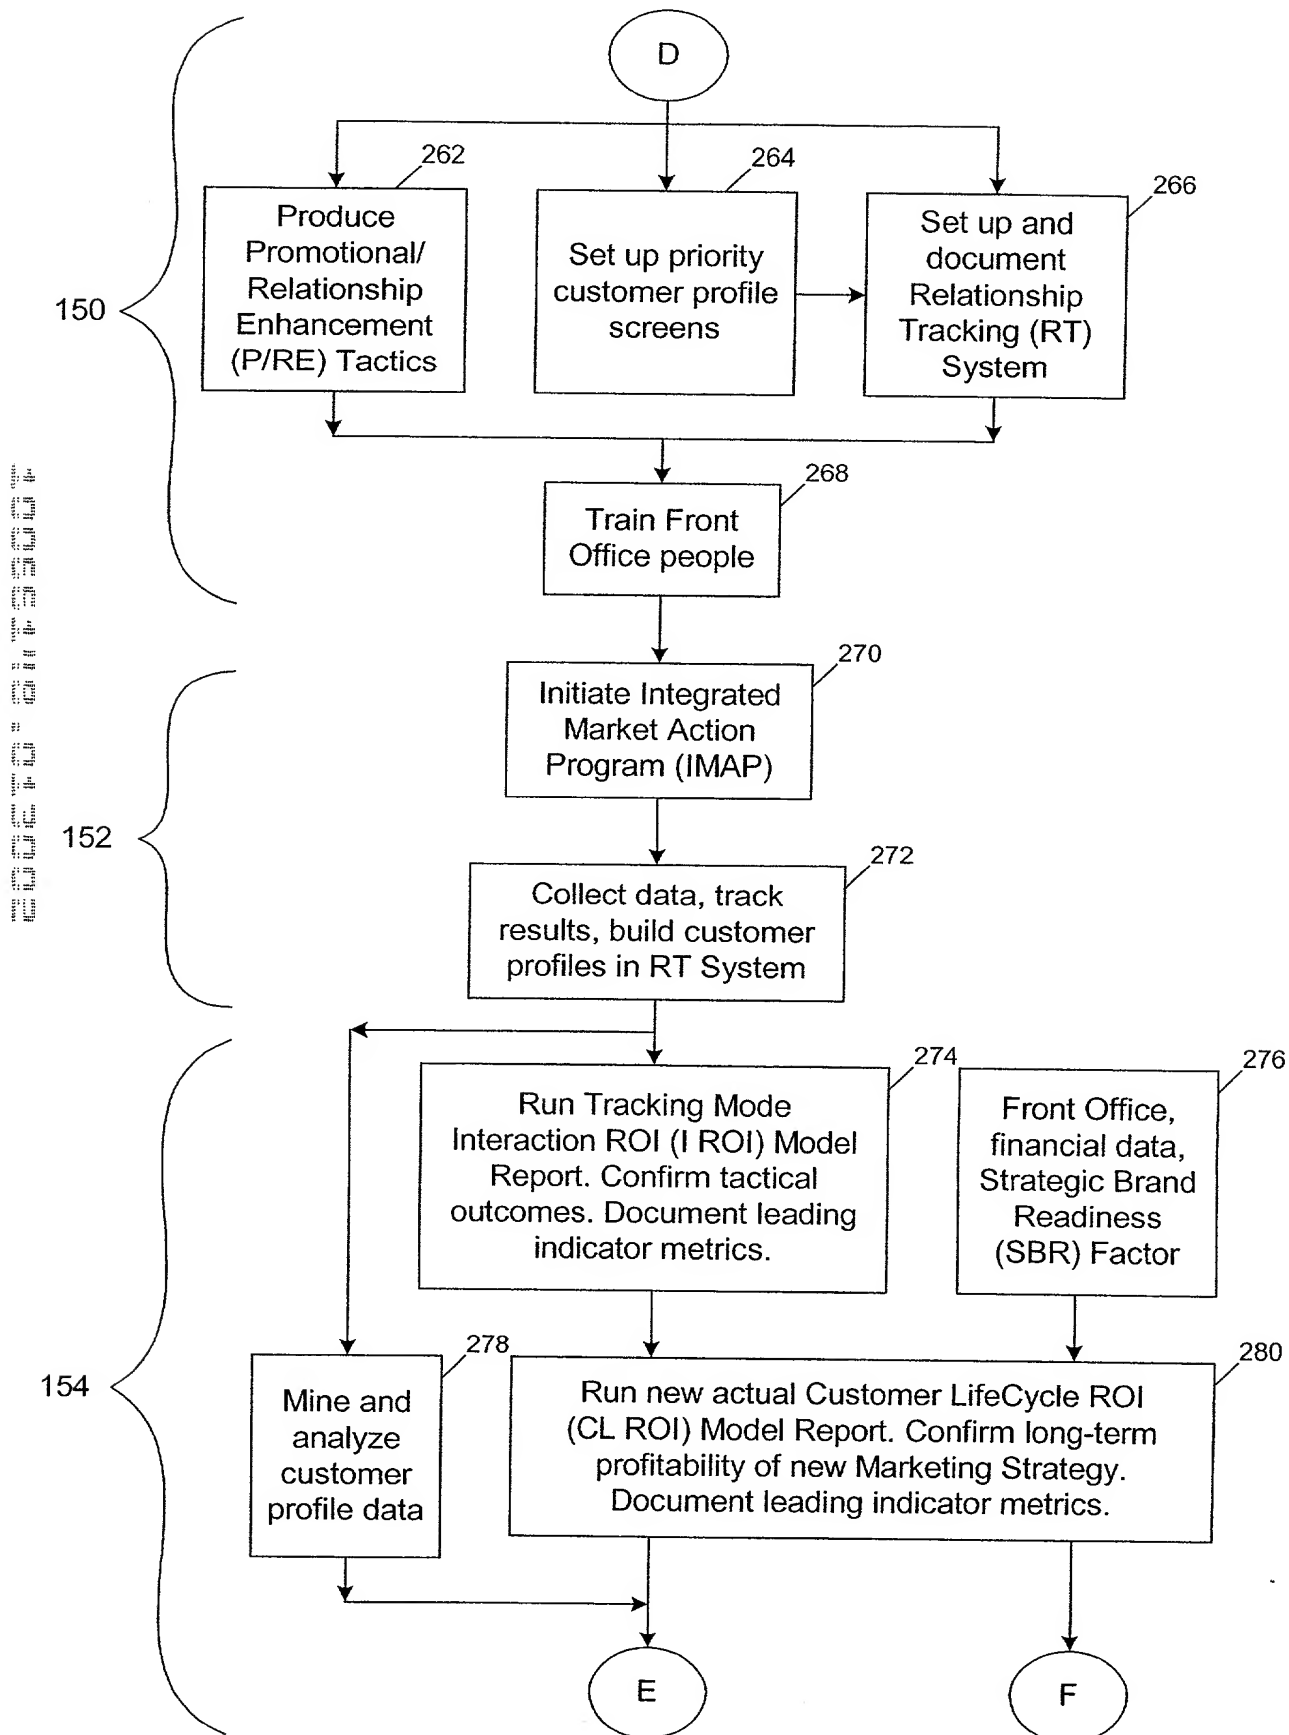 D
262
Produce
Promotional/
Relationship
Enhancement
(P/RE) Tactics
264
Set up priority
customer profile
screens
266
Set up and
document
Relationship
Tracking (RT)
System
150
268
Train Front
Office people
270
Initiate Integrated
Market Action
Program (IMAP)
152
272
Collect data, track
results, build customer
profiles in RT System
274
Run Tracking Mode
Interaction ROI (I ROI) Model
Report. Confirm tactical
outcomes. Document leading
indicator metrics.
276
Front Office,
financial data,
Strategic Brand
Readiness
(SBR) Factor
154
278
Mine and
analyze
customer
profile data
280
Run new actual Customer LifeCycle ROI
(CL ROI) Model Report. Confirm long-term
profitability of new Marketing Strategy.
Document leading indicator metrics.
E
F